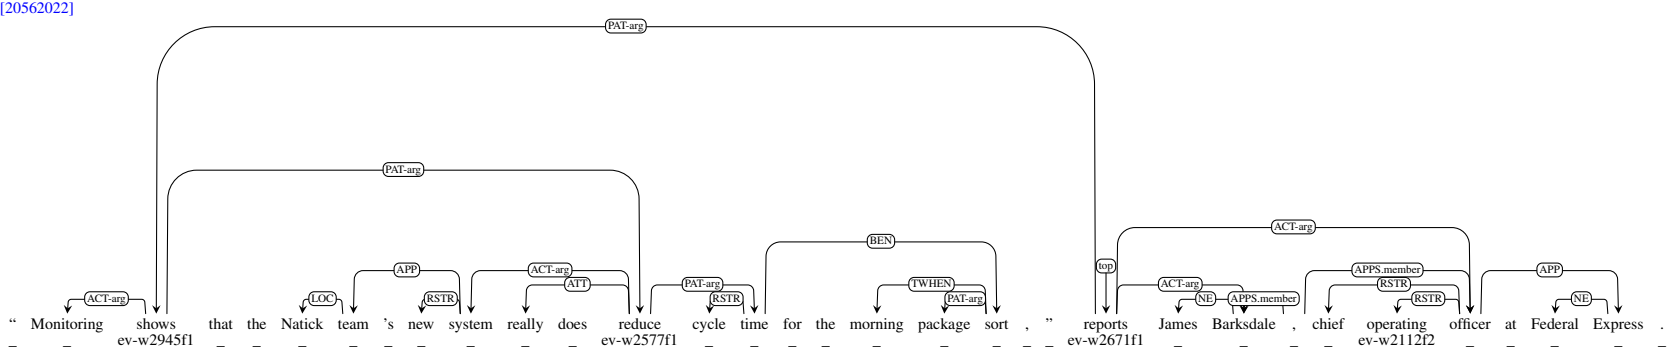 [20562022]
PAT-arg
PAT-arg
ACT-arg
BEN
top
APP ACT-arg APPS.member APP
ATT PAT-arg TWHEN ACT-arg RSTR
ACT-arg LOC RSTR RSTR PAT-arg NE APPS.member RSTR NE
“ Monitoring shows that the Natick team ’s new system really does reduce cycle time for the morning package sort , ” reports James Barksdale , chief operating officer at Federal Express .
_ _ ev-w2945f1 _ _ _ _ _ _ _ _ _ ev-w2577f1 _ _ _ _ _ _ _ _ _ ev-w2671f1 _ _ _ _ ev-w2112f2 _ _ _ _ _